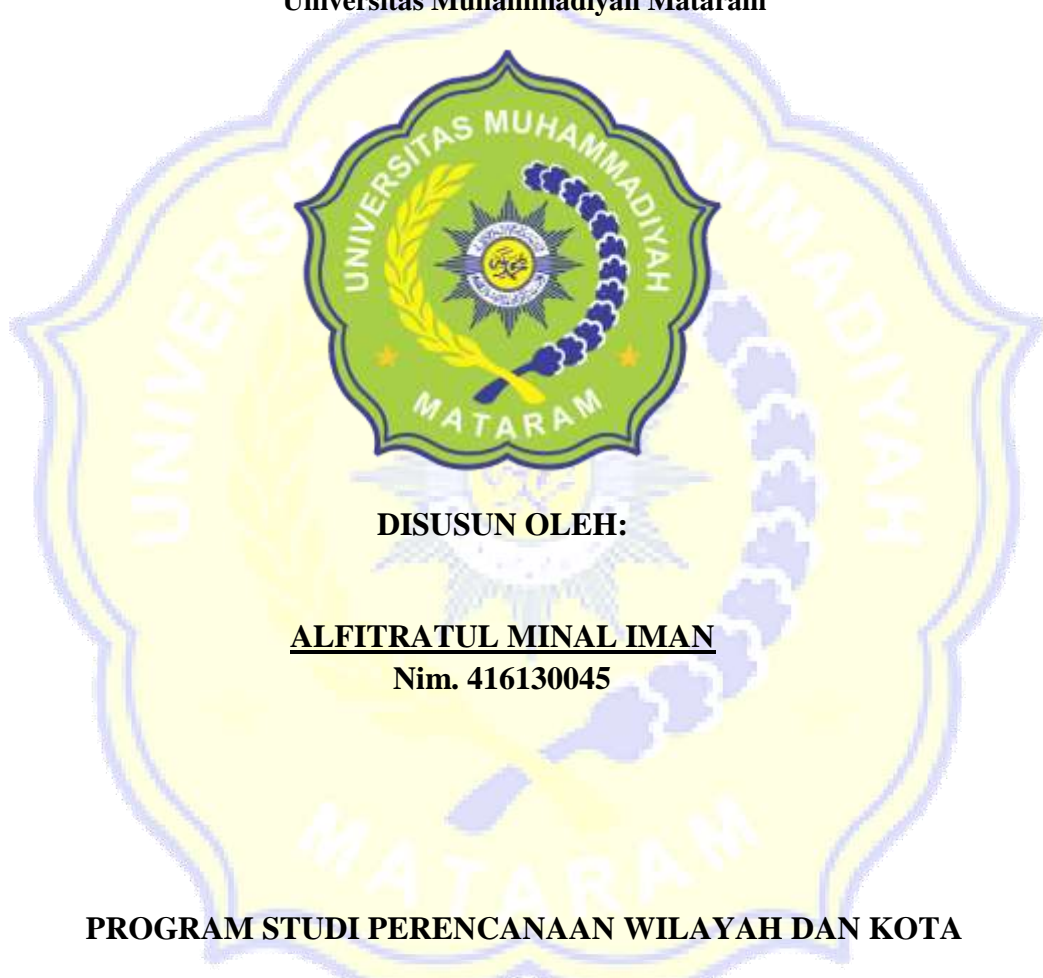 Universitas Muhammadiyah Mataram
UNIVERSITAS MUHAMMADIYAH
MATARAM
DISUSUN OLEH:
ALFITRATUL MINAL IMAN
Nim. 416130045
PROGRAM STUDI PERENCANAAN WILAYAH DAN KOTA